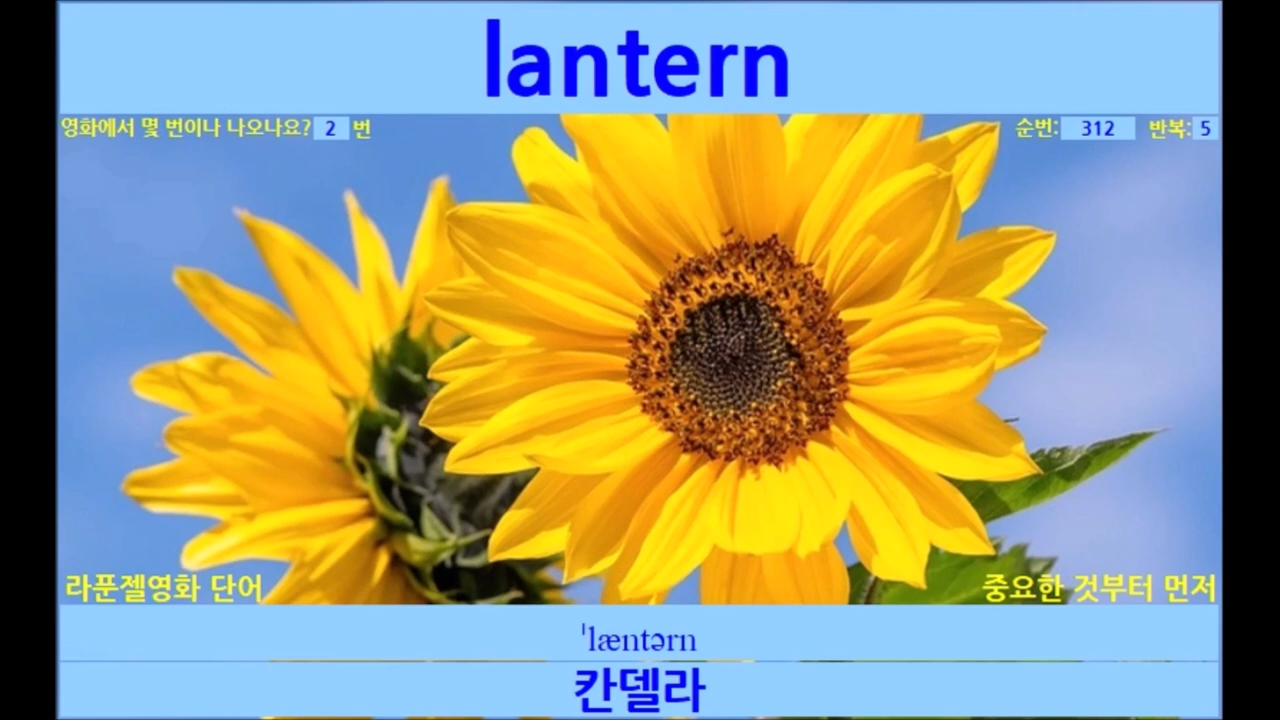 lantern
영화에서 몇 번이나 나오나요? 2 번
순번: 312 반복: 5
라푼젤영화 단어
중요한 것부터 먼저
ˈlæntərn
칸델라